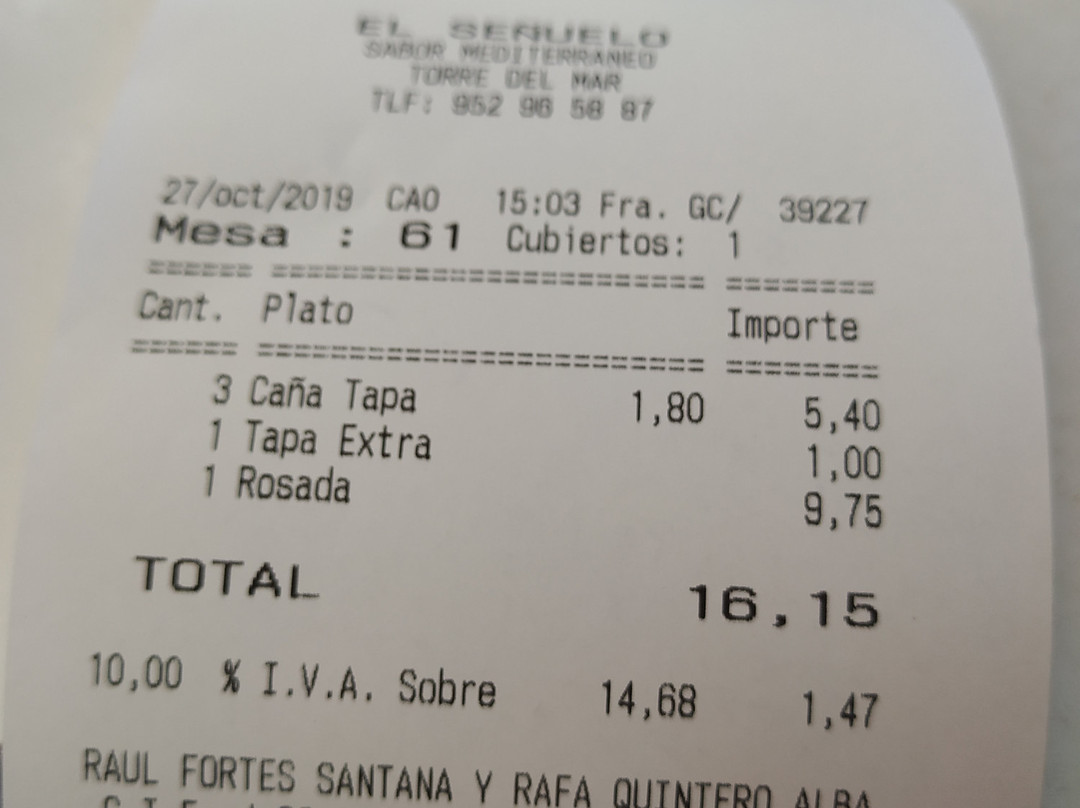 EL SEÑUELO
SABOR MEDITERRANEO
TORRE DEL MAR
TLF: 952 96 58 87
27/oct/2019 CAO 15:03 Fra. GC/ 39227
Mesa : 61 Cubiertos: 1
====== ======================= ========
Cant. Plato Importe
====== ======================= ========
3 Caña Tapa 1,80 5,40
1 Tapa Extra 1,00
1 Rosada 9,75
TOTAL 16,15
10,00 % I.V.A. Sobre 14,68 1,47
RAUL FORTES SANTANA Y RAFA QUINTERO ALBA